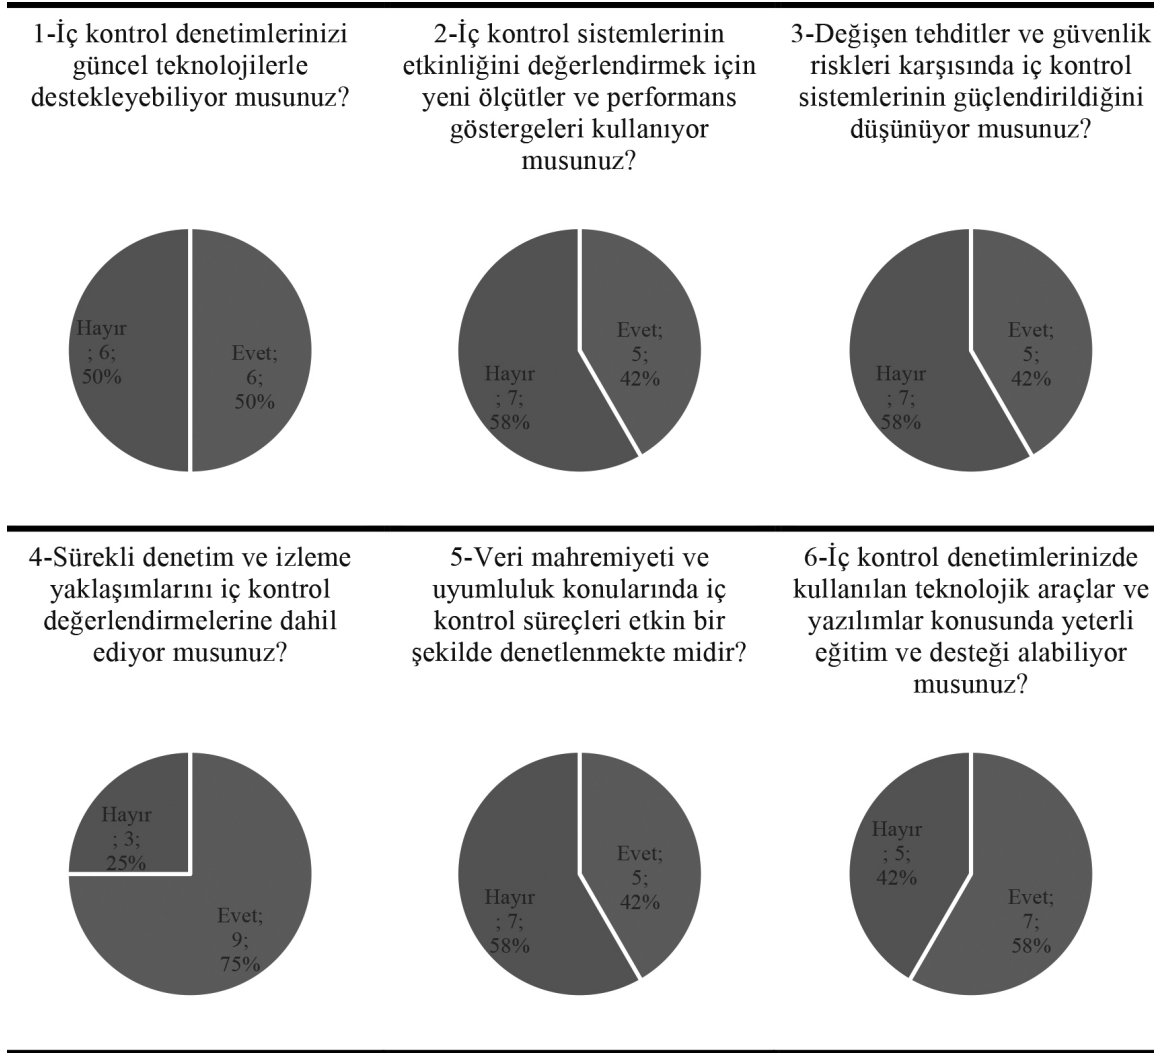 1-İç kontrol denetimlerinizi
güncel teknolojilerle
destekleyebiliyor musunuz?
2-İç kontrol sistemlerinin
etkinliğini değerlendirmek için
yeni ölçütler ve performans
göstergeleri kullanıyor
musunuz?
3-Değişen tehditler ve güvenlik
riskleri karşısında iç kontrol
sistemlerinin güçlendirildiğini
düşünüyor musunuz?
Hayır
; 6;
50%
Evet;
6;
50%
Hayır
; 7;
58%
Evet;
5;
42%
Hayır
; 7;
58%
Evet;
5;
42%
4-Sürekli denetim ve izleme
yaklaşımlarını iç kontrol
değerlendirmelerine dahil
ediyor musunuz?
5-Veri mahremiyeti ve
uyumluluk konularında iç
kontrol süreçleri etkin bir
şekilde denetlenmekte midir?
6-İç kontrol denetimlerinizde
kullanılan teknolojik araçlar ve
yazılımlar konusunda yeterli
eğitim ve desteği alabiliyor
musunuz?
Hayır
; 3;
25%
Evet;
9;
75%
Hayır
; 7;
58%
Evet;
5;
42%
Hayır
; 5;
42%
Evet;
7;
58%